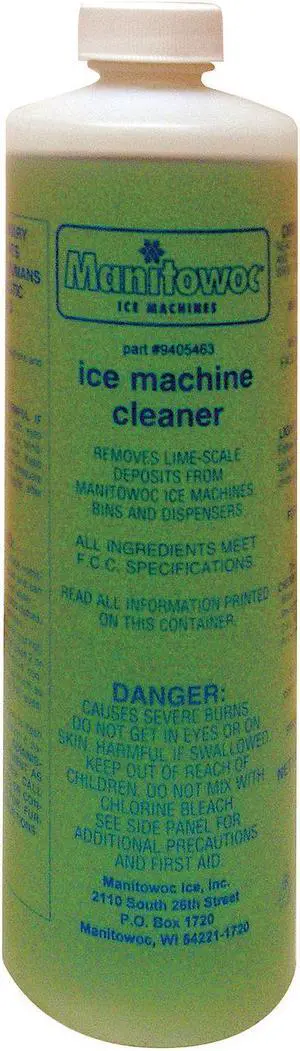 Manitowoc
ICE MACHINES
part #9405463
ice machine
cleaner
REMOVES LIME-SCALE
DEPOSITS FROM
MANITOWOC ICE MACHINES
BINS AND DISPENSERS
ALL INGREDIENTS MEET
F.C.C. SPECIFICATIONS
READ ALL INFORMATION PRINTED
ON THIS CONTAINER.
DANGER:
CAUSES SEVERE BURNS.
DO NOT GET IN EYES OR ON
SKIN. HARMFUL IF SWALLOWED.
KEEP OUT OF REACH OF
CHILDREN. DO NOT MIX WITH
CHLORINE BLEACH.
SEE SIDE PANEL FOR
ADDITIONAL PRECAUTIONS
AND FIRST AID.
Manitowoc Ice, Inc.
2110 South 26th Street
P.O. Box 1720
Manitowoc, WI 54221-1720